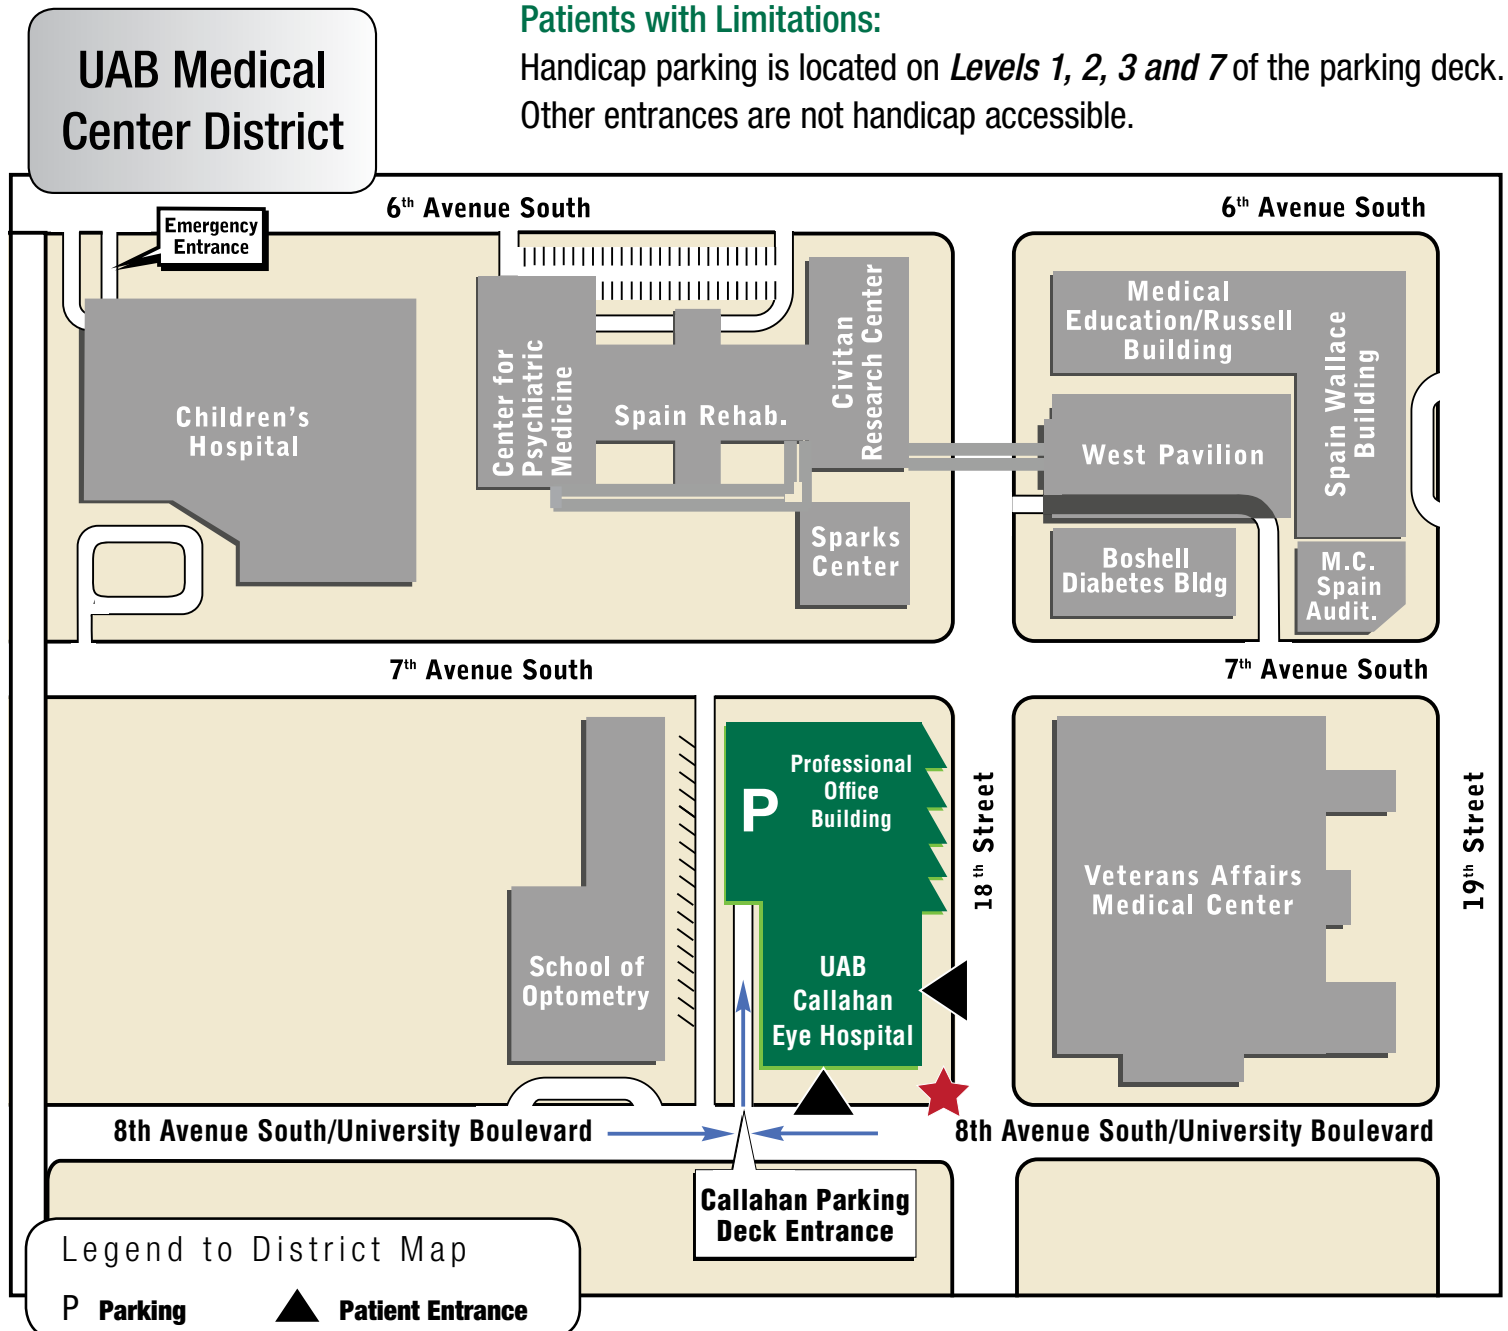 UAB Medical
Center District
Patients with Limitations:
Handicap parking is located on Levels 1, 2, 3 and 7 of the parking deck.
Other entrances are not handicap accessible.
6th Avenue South
6th Avenue South
Emergency
Entrance
Children's
Hospital
Center for
Psychiatric
Medicine
Spain Rehab.
Civitan
Research Center
Sparks
Center
Medical
Education/Russell
Building
Spain Wallace
Building
West Pavilion
Boshell
Diabetes Bldg
M.C.
Spain
Audit.
7th Avenue South
7th Avenue South
School of
Optometry
P
Professional
Office
Building
UAB
Callahan
Eye Hospital
18th Street
Veterans Affairs
Medical Center
19th Street
8th Avenue South/University Boulevard
8th Avenue South/University Boulevard
Callahan Parking
Deck Entrance
Legend to District Map
P Parking
Patient Entrance